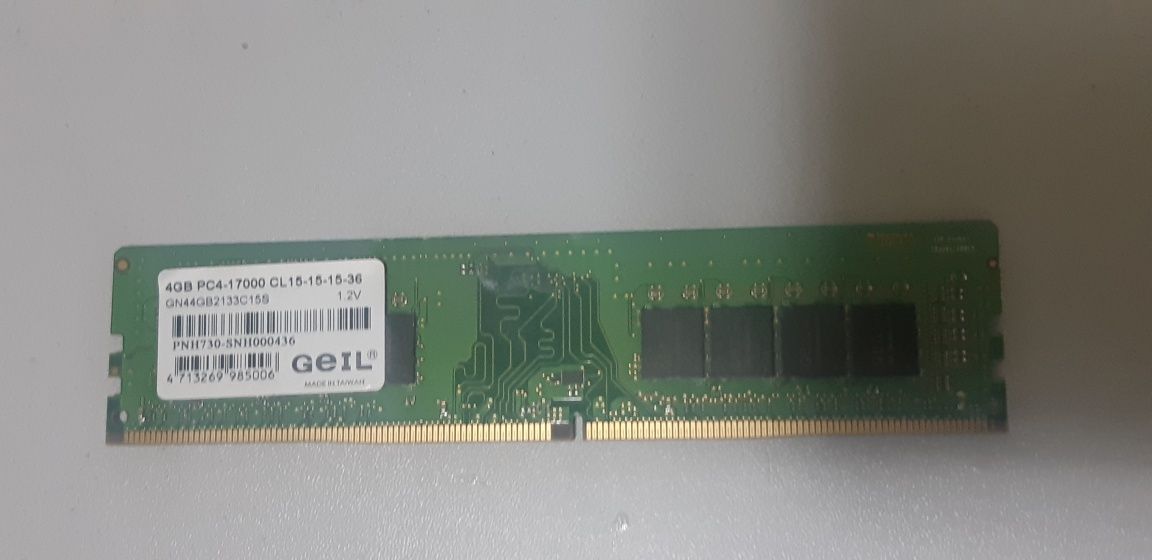 4GB PC4-17000 CL15-15-15-36
GN44GB2133C15S 1.2V
PNH730-SNH000436
4 713269 985006
GeIL®
MADE IN TAIWAN